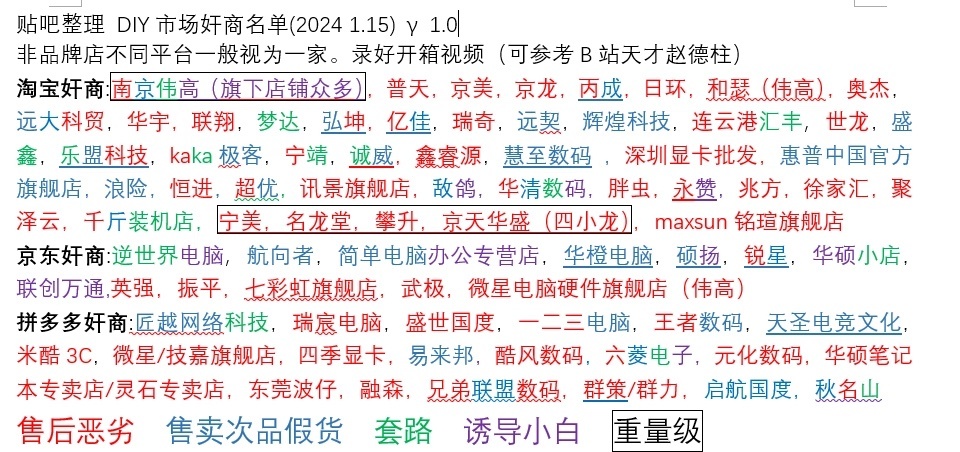 贴吧整理 DIY 市场奸商名单(2024 1.15) γ 1.0
非品牌店不同平台一般视为一家。录好开箱视频（可参考 B 站天才赵德柱）
淘宝奸商:南京伟高（旗下店铺众多），普天，京美，京龙，丙成，日环，和瑟（伟高），奥杰，
远大科贸，华宇，联翔，梦达，弘坤，亿佳，瑞奇，远契，辉煌科技，连云港汇丰，世龙，盛
鑫，乐盟科技，kaka 极客，宁靖，诚威，鑫睿源，慧至数码 ，深圳显卡批发，惠普中国官方
旗舰店，浪险，恒进，超优，讯景旗舰店，敌鸽，华清数码，胖虫，永赞，兆方，徐家汇，聚
泽云，千斤装机店，宁美，名龙堂，攀升，京天华盛（四小龙），maxsun 铭瑄旗舰店
京东奸商:逆世界电脑，航向者，简单电脑办公专营店，华橙电脑，硕扬，锐星，华硕小店，
联创万通,英强，振平，七彩虹旗舰店，武极，微星电脑硬件旗舰店（伟高）
拼多多奸商:匠越网络科技，瑞宸电脑，盛世国度，一二三电脑，王者数码，天圣电竞文化，
米酷 3C，微星/技嘉旗舰店，四季显卡，易来邦，酷风数码，六菱电子，元化数码，华硕笔记
本专卖店/灵石专卖店，东莞波仔，融森，兄弟联盟数码，群策/群力，启航国度，秋名山
售后恶劣 售卖次品假货 套路 诱导小白 重量级